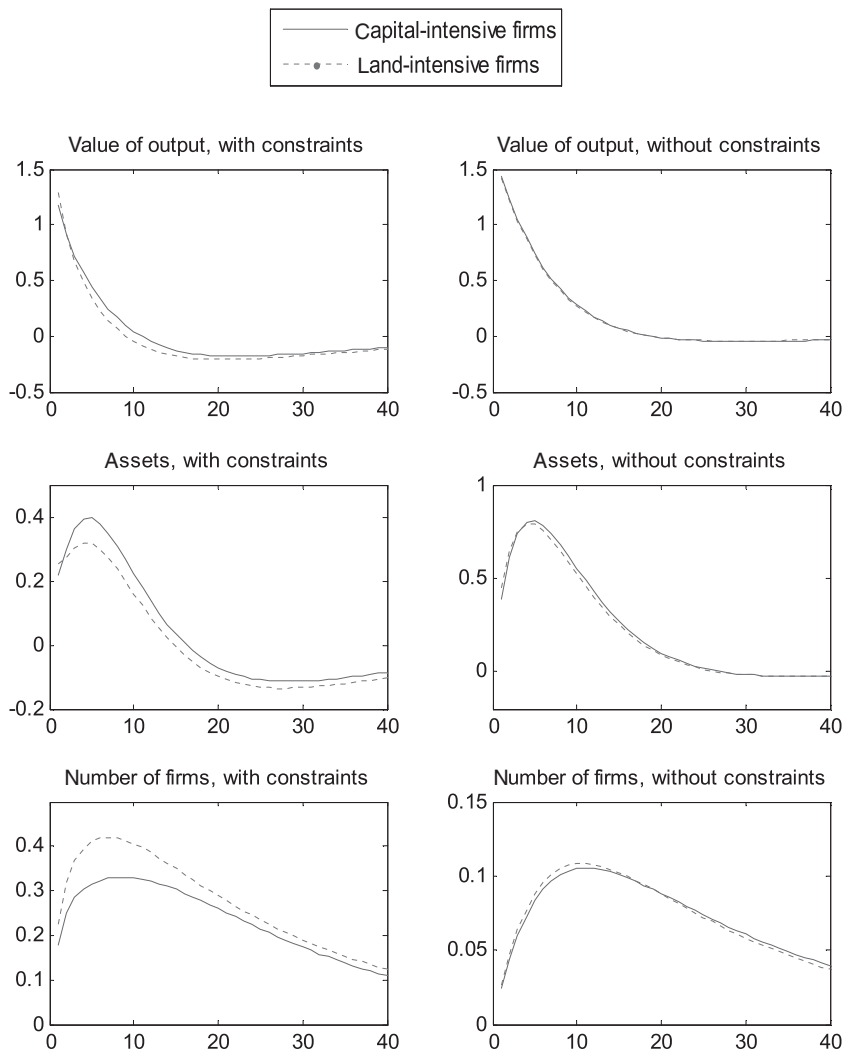 Capital-intensive firms
Land-intensive firms
Value of output, with constraints
1.5
1
0.5
0
-0.5
0 10 20 30 40
Value of output, without constraints
1.5
1
0.5
0
-0.5
0 10 20 30 40
Assets, with constraints
0.4
0.2
0
-0.2
0 10 20 30 40
Assets, without constraints
1
0.5
0
0 10 20 30 40
Number of firms, with constraints
0.4
0.3
0.2
0.1
0
0 10 20 30 40
Number of firms, without constraints
0.15
0.1
0.05
0
0 10 20 30 40